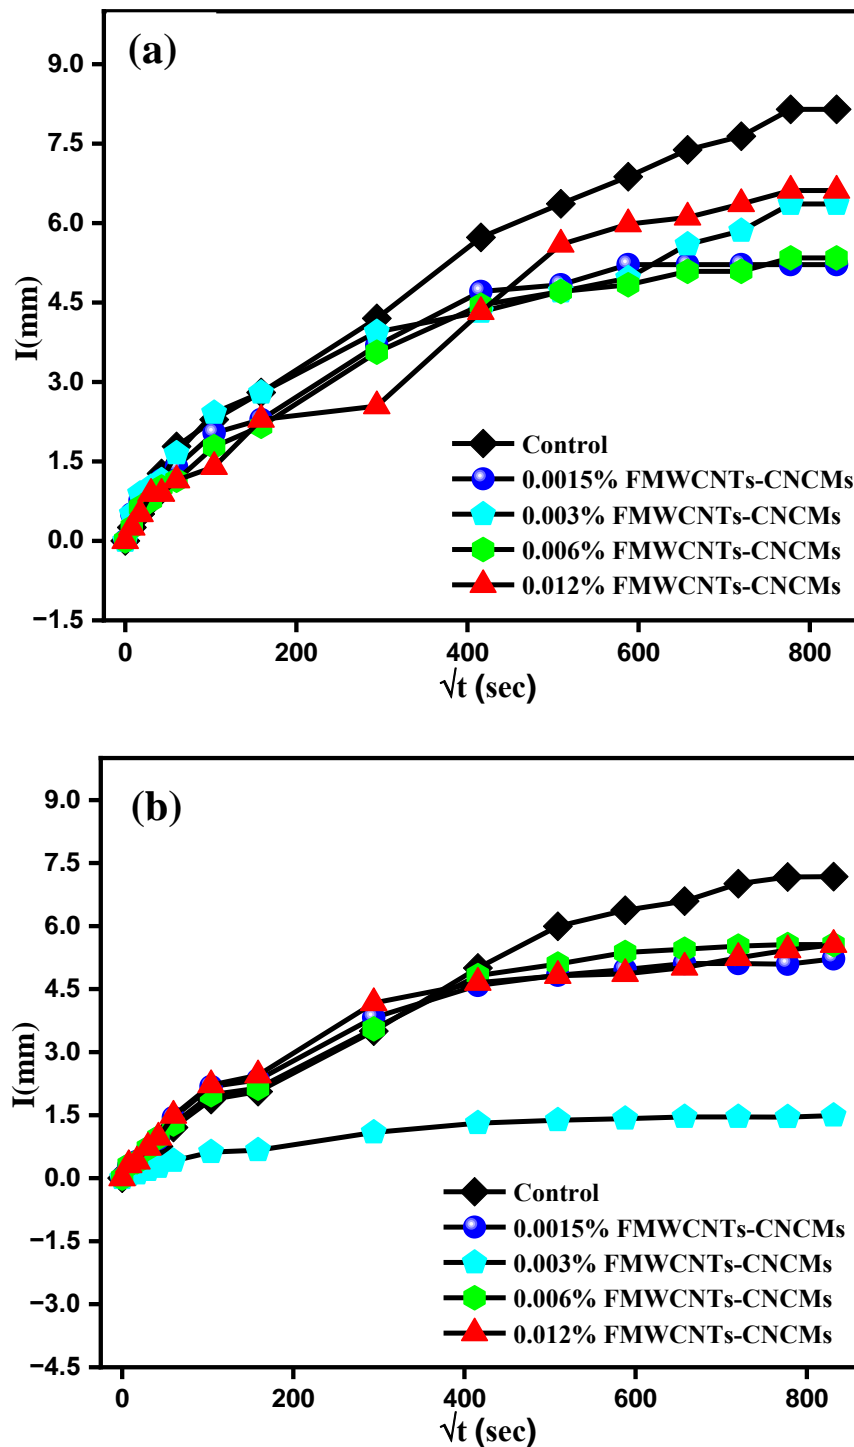 (a)
9.0
7.5
6.0
4.5
3.0
1.5
0.0
−1.5
I(mm)
Control
0.0015% FMWCNTs-CNCMs
0.003% FMWCNTs-CNCMs
0.006% FMWCNTs-CNCMs
0.012% FMWCNTs-CNCMs
0 200 400 600 800
√t (sec)
(b)
9.0
7.5
6.0
4.5
3.0
1.5
0.0
−1.5
−3.0
−4.5
I(mm)
Control
0.0015% FMWCNTs-CNCMs
0.003% FMWCNTs-CNCMs
0.006% FMWCNTs-CNCMs
0.012% FMWCNTs-CNCMs
0 200 400 600 800
√t (sec)